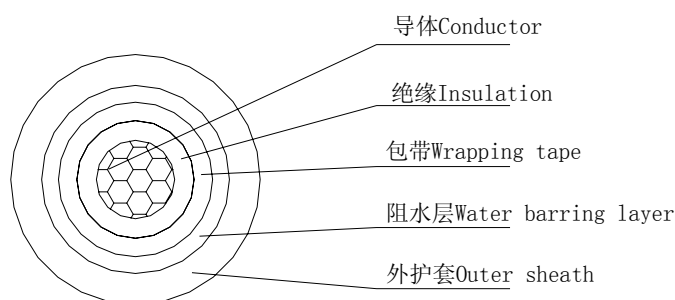 导体Conductor
绝缘Insulation
包带Wrapping tape
阻水层Water barring layer
外护套Outer sheath